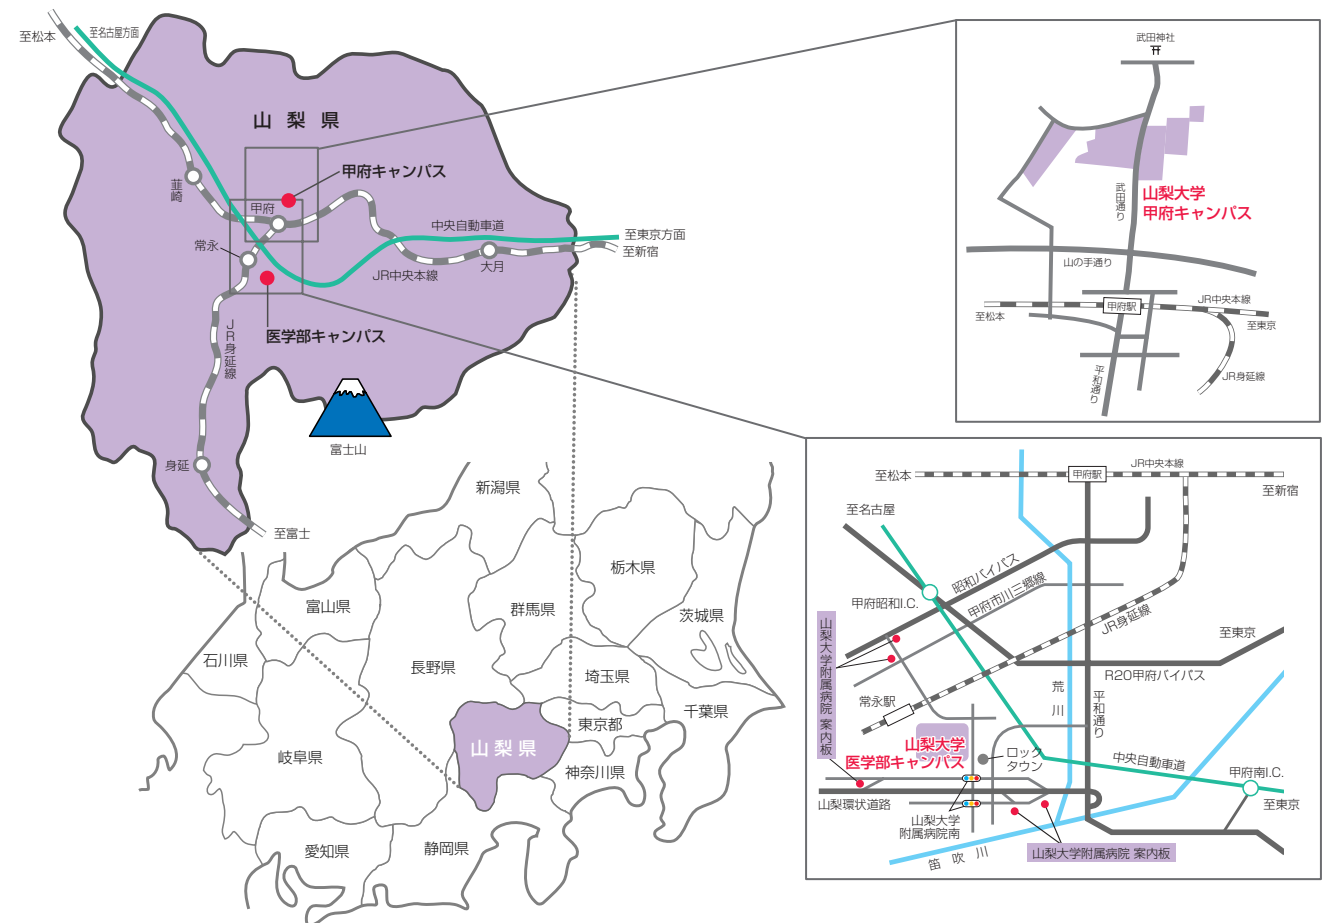 至松本
至名古屋方面
山梨県
甲府キャンパス
韮崎
甲府
常永
中央自動車道
至東京方面
至新宿
大月
JR中央本線
医学部キャンパス
JR身延線
富士山
身延
至富士
武田神社
武田通り
山梨大学
甲府キャンパス
山の手通り
甲府駅
JR中央本線
至松本
至東京
平和通り
JR身延線
新潟県
栃木県
群馬県
茨城県
富山県
石川県
長野県
埼玉県
千葉県
東京都
山梨県
岐阜県
神奈川県
愛知県
静岡県
至松本
甲府駅
JR中央本線
至新宿
至名古屋
昭和バイパス
甲府市川三郷線
甲府昭和I.C.
JR身延線
至東京
山梨大学附属病院 案内板
R20甲府バイパス
荒川
平和通り
常永駅
山梨大学
医学部キャンパス
ロック
タウン
中央自動車道
甲府南I.C.
至東京
山梨環状道路
山梨大学
附属病院南
山梨大学附属病院 案内板
笛吹川